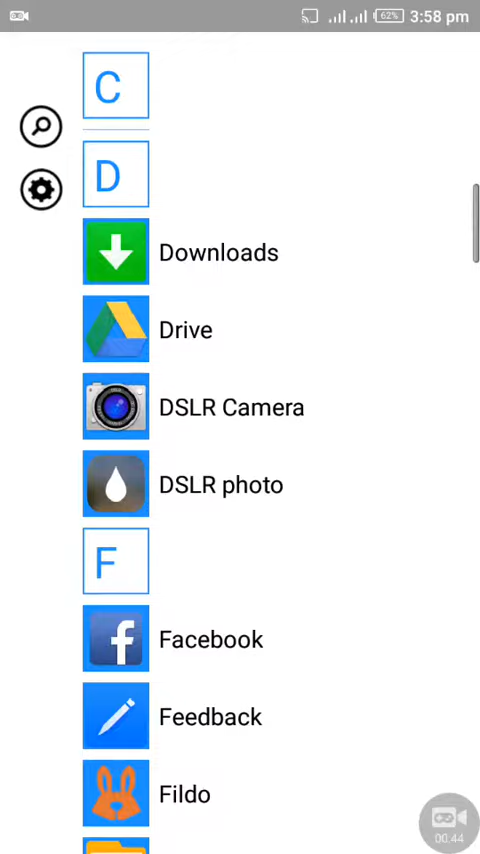 62% 3:58 pm
C
D
Downloads
Drive
DSLR Camera
DSLR photo
F
f
Facebook
Feedback
Fildo
00:44